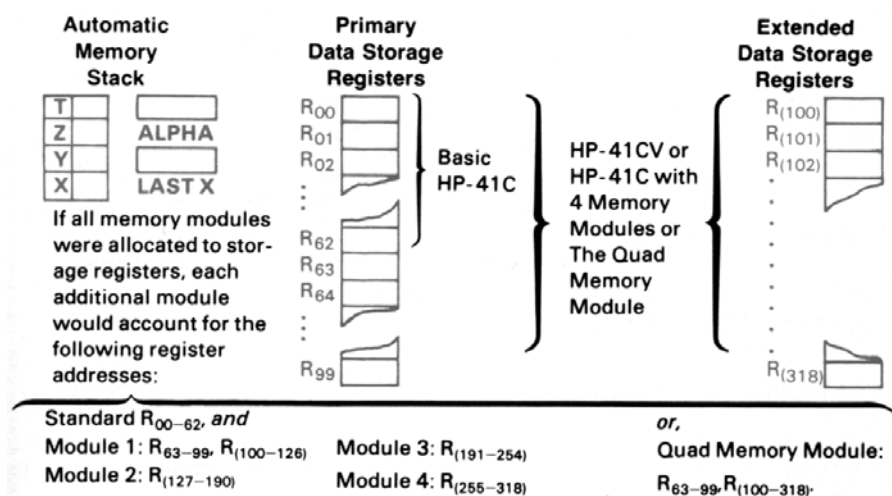 Automatic
Memory
Stack
T
Z
Y
X
ALPHA
LAST X
If all memory modules
were allocated to stor-
age registers, each
additional module
would account for the
following register
addresses:
Primary
Data Storage
Registers
R00
R01
R02
R62
R63
R64
R99
Basic
HP-41C
HP-41CV or
HP-41C with
4 Memory
Modules or
The Quad
Memory
Module
Extended
Data Storage
Registers
R(100)
R(101)
R(102)
R(318)
Standard R00–62, and
Module 1: R63–99, R(100–126)
Module 2: R(127–190)
Module 3: R(191–254)
Module 4: R(255–318)
or,
Quad Memory Module:
R63–99, R(100–318).